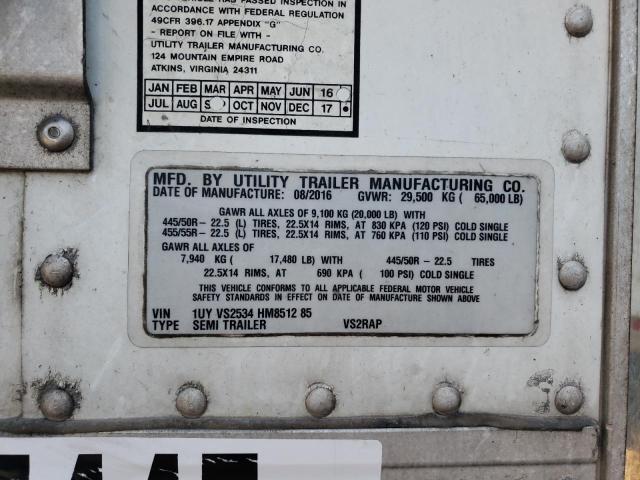 HAS PASSED INSPECTION IN
ACCORDANCE WITH FEDERAL REGULATION
49CFR 396.17 APPENDIX "G"
- REPORT ON FILE WITH -
UTILITY TRAILER MANUFACTURING CO.
124 MOUNTAIN EMPIRE ROAD
ATKINS, VIRGINIA 24311
JAN FEB MAR APR MAY JUN 16
JUL AUG S OCT NOV DEC 17
DATE OF INSPECTION
MFD. BY UTILITY TRAILER MANUFACTURING CO.
DATE OF MANUFACTURE: 08/2016 GVWR: 29,500 KG ( 65,000 LB)
GAWR ALL AXLES OF 9,100 KG (20,000 LB) WITH
445/50R- 22.5 (L) TIRES, 22.5X14 RIMS, AT 830 KPA (120 PSI) COLD SINGLE
455/55R- 22.5 (L) TIRES, 22.5X14 RIMS, AT 760 KPA (110 PSI) COLD SINGLE
GAWR ALL AXLES OF
7,940 KG ( 17,480 LB) WITH 445/50R - 22.5 TIRES
22.5X14 RIMS, AT 690 KPA ( 100 PSI) COLD SINGLE
THIS VEHICLE CONFORMS TO ALL APPLICABLE FEDERAL MOTOR VEHICLE
SAFETY STANDARDS IN EFFECT ON DATE OF MANUFACTURE SHOWN ABOVE
VIN 1UY VS2534 HM8512 85
TYPE SEMI TRAILER VS2RAP